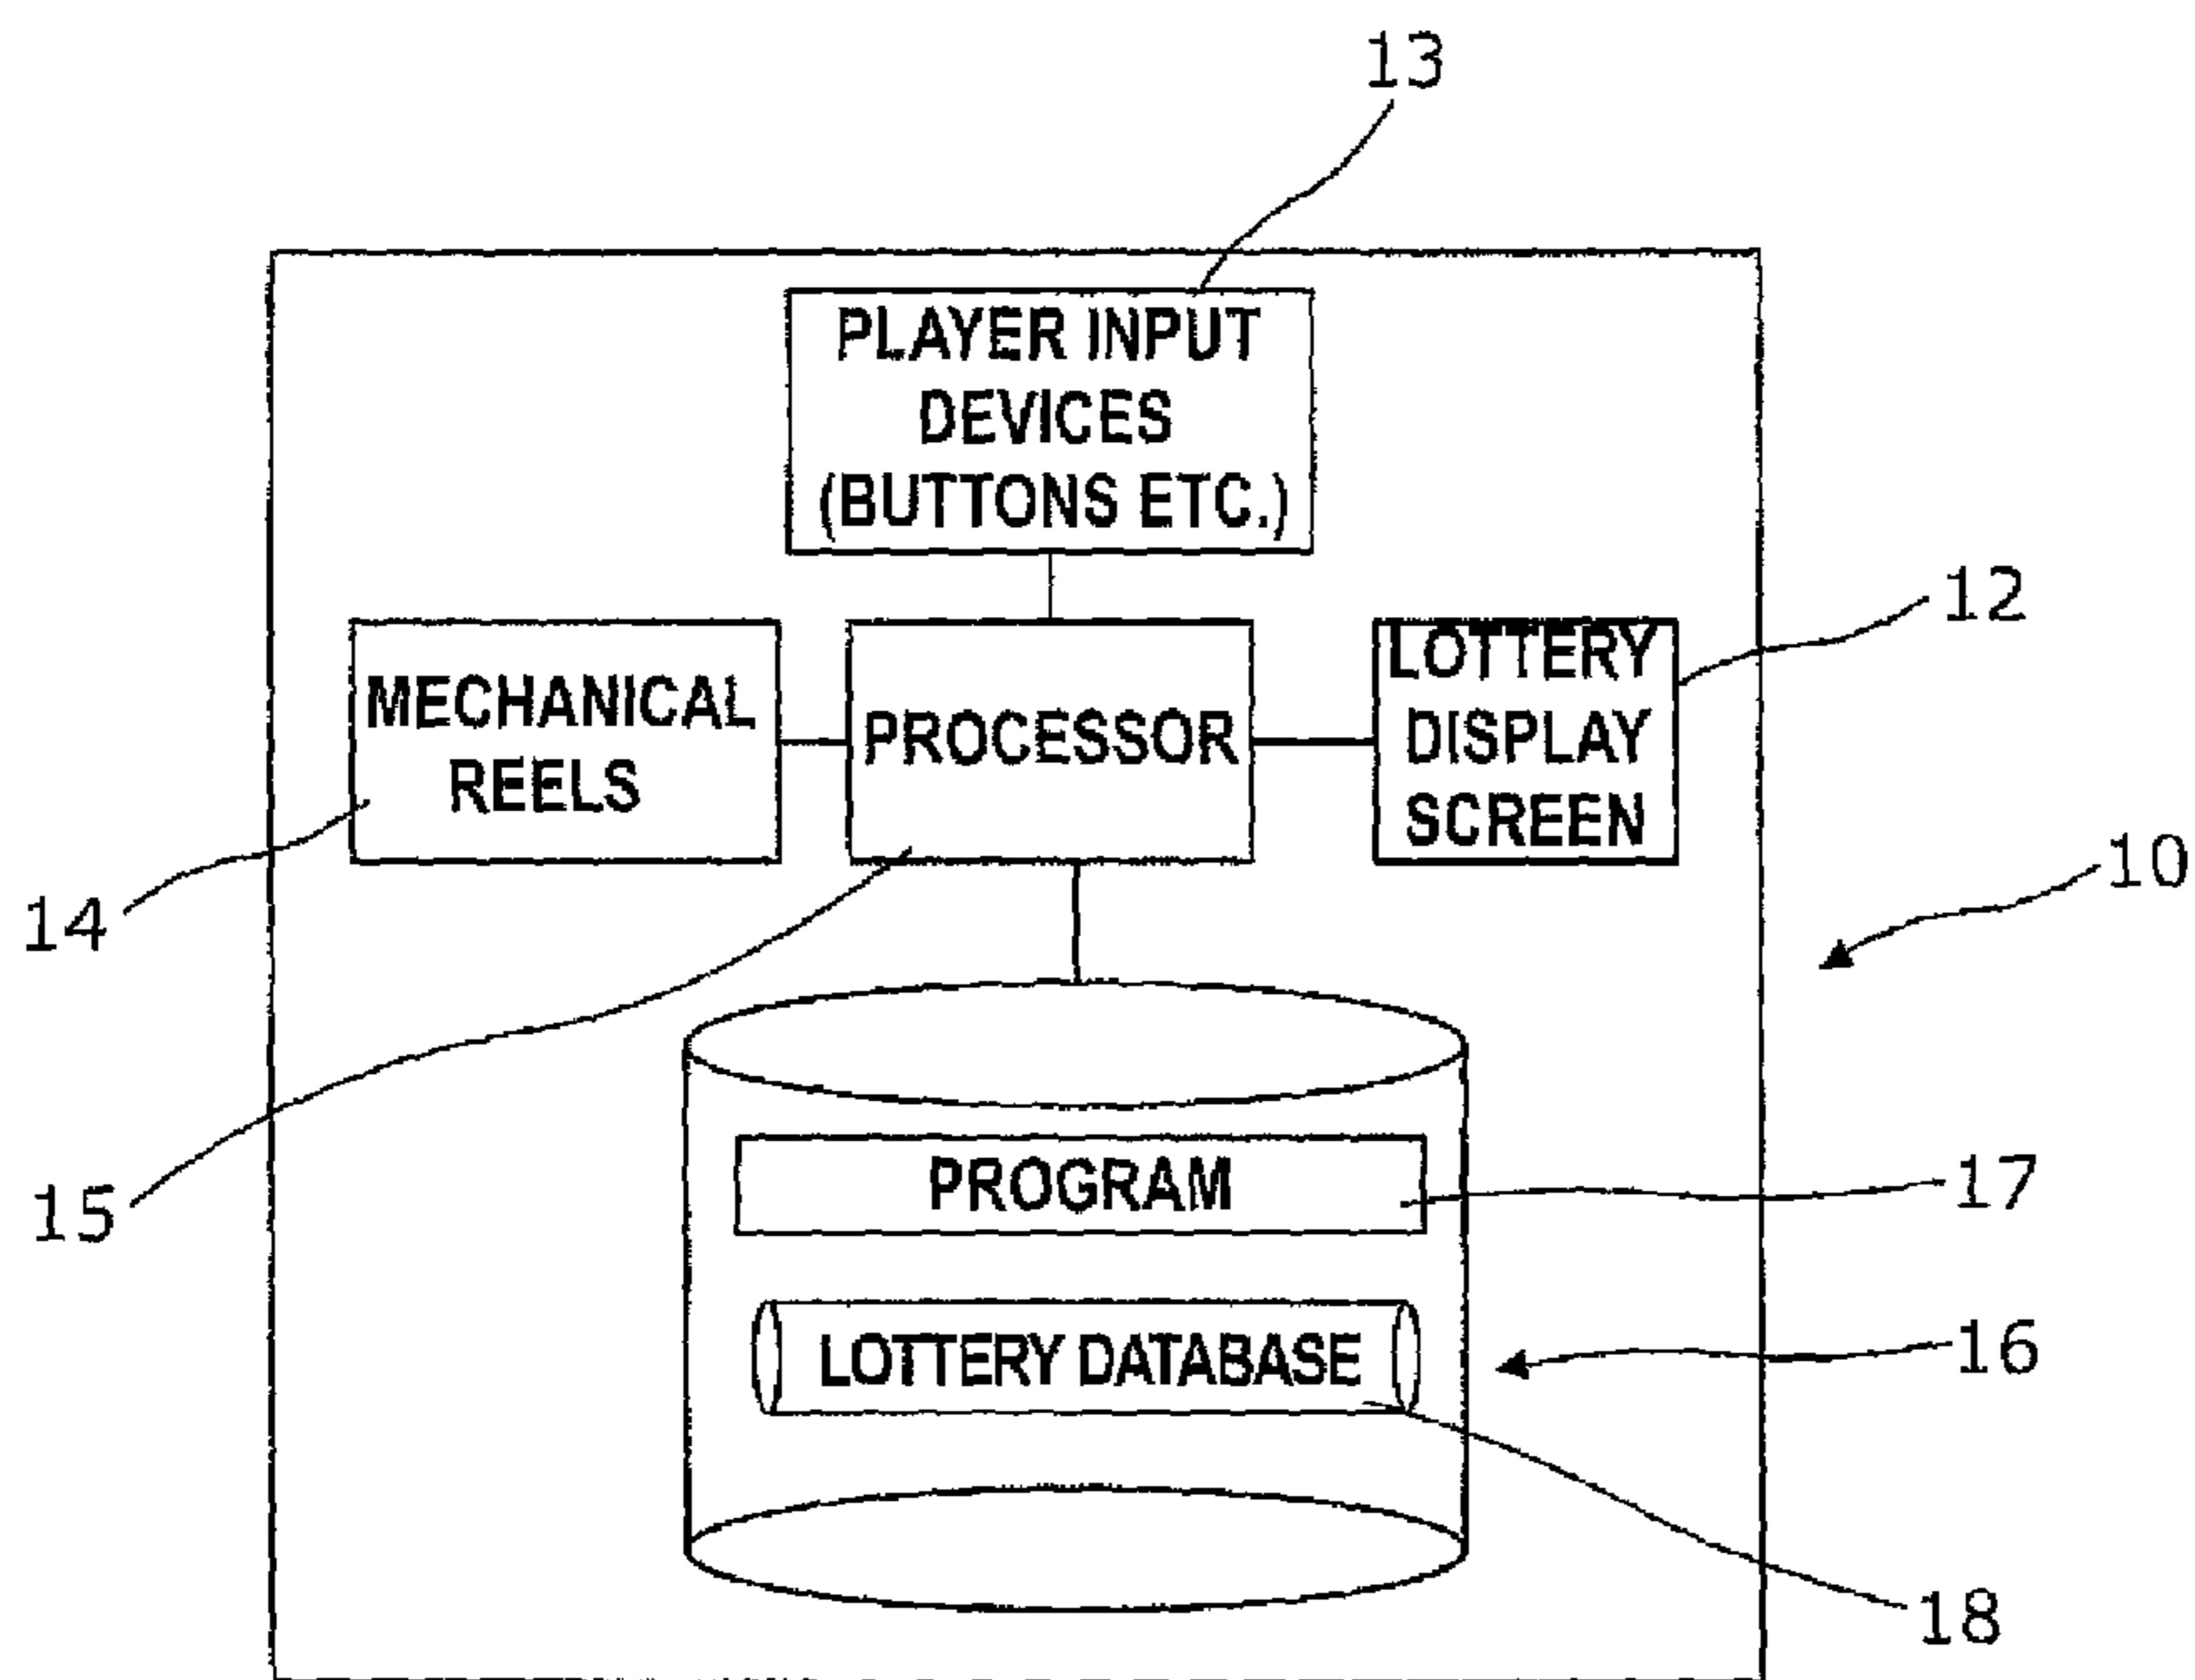 13
PLAYER INPUT
DEVICES
(BUTTONS ETC.)
12
MECHANICAL
REELS
PROCESSOR
LOTTERY
DISPLAY
SCREEN
10
14
15
PROGRAM
17
LOTTERY DATABASE
16
18